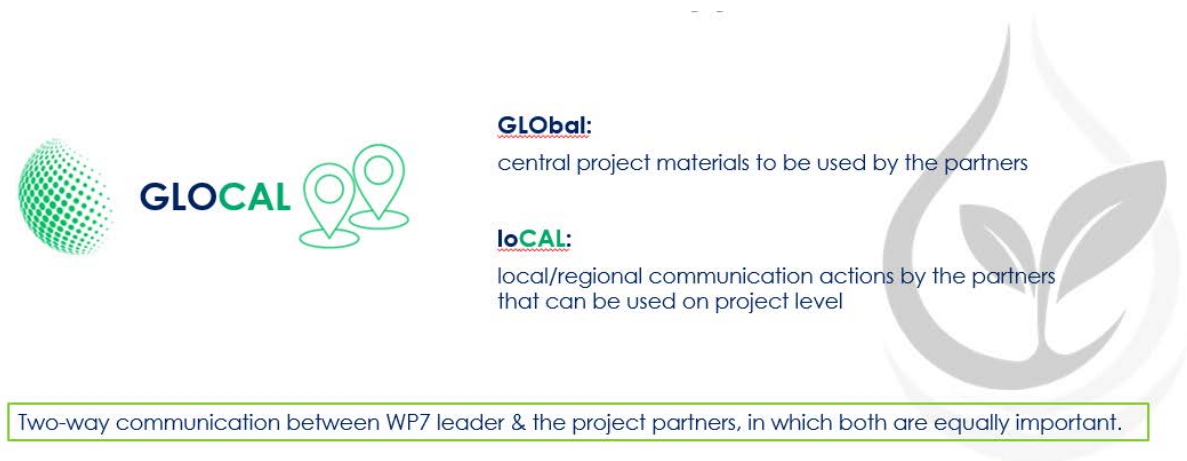 GLOCAL
GLObal:
central project materials to be used by the partners
loCAL:
local/regional communication actions by the partners
that can be used on project level
Two-way communication between WP7 leader & the project partners, in which both are equally important.